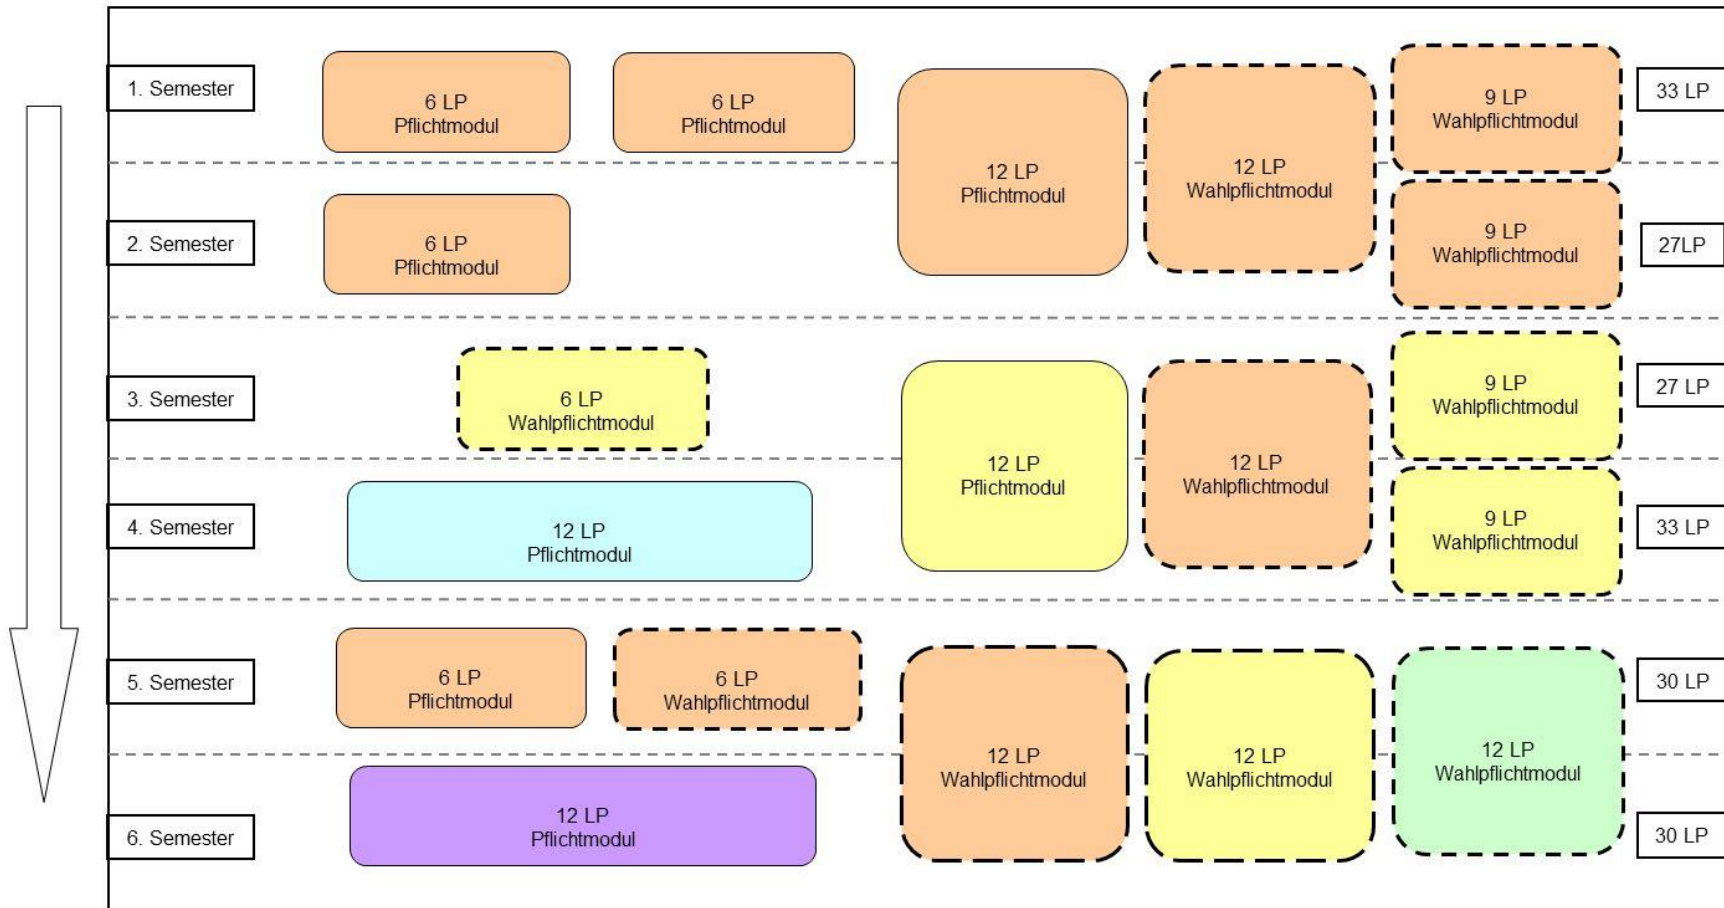 1. Semester
6 LP
Pflichtmodul
6 LP
Pflichtmodul
12 LP
Pflichtmodul
12 LP
Wahlpflichtmodul
9 LP
Wahlpflichtmodul
33 LP
2. Semester
6 LP
Pflichtmodul
9 LP
Wahlpflichtmodul
27LP
3. Semester
6 LP
Wahlpflichtmodul
12 LP
Pflichtmodul
12 LP
Wahlpflichtmodul
9 LP
Wahlpflichtmodul
27 LP
4. Semester
12 LP
Pflichtmodul
9 LP
Wahlpflichtmodul
33 LP
5. Semester
6 LP
Pflichtmodul
6 LP
Wahlpflichtmodul
12 LP
Wahlpflichtmodul
12 LP
Wahlpflichtmodul
12 LP
Wahlpflichtmodul
30 LP
6. Semester
12 LP
Pflichtmodul
30 LP